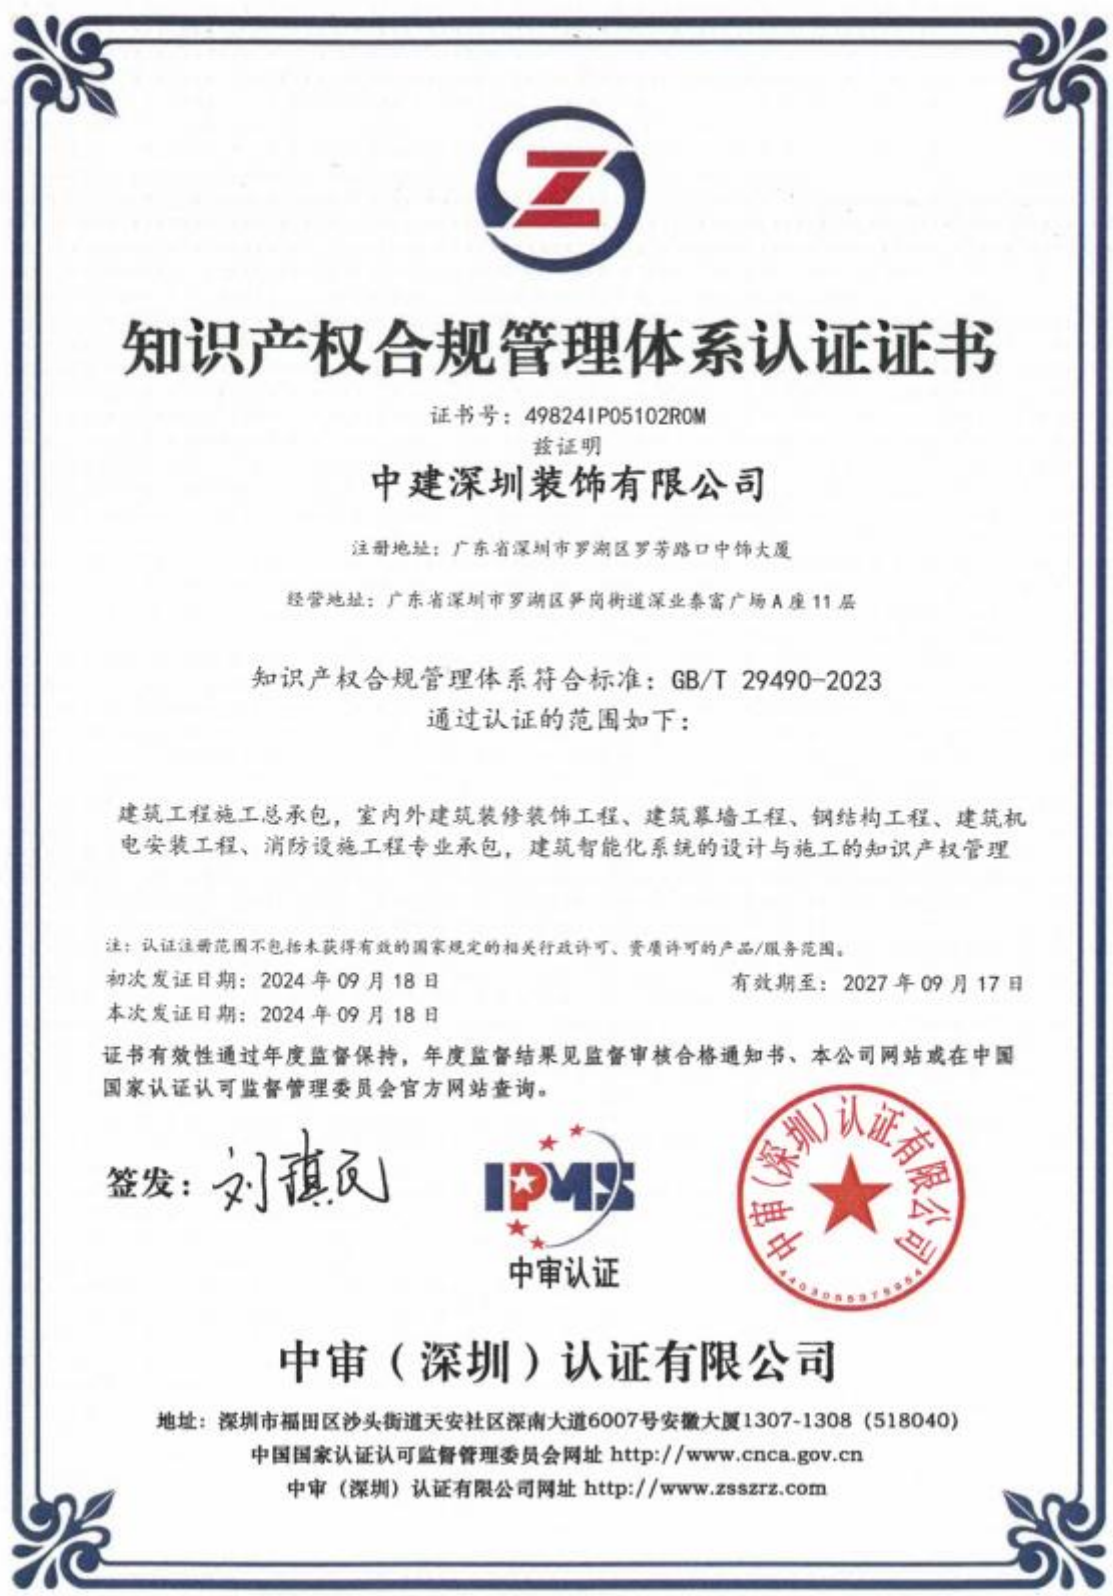 Z
知识产权合规管理体系认证证书
证书号：49824IP05102R0M
兹证明
中建深圳装饰有限公司
注册地址：广东省深圳市罗湖区罗芳路口中饰大厦
经营地址：广东省深圳市罗湖区笋岗街道深业泰富广场A座11层
知识产权合规管理体系符合标准：GB/T 29490-2023
通过认证的范围如下：
建筑工程施工总承包，室内外建筑装修装饰工程、建筑幕墙工程、钢结构工程、建筑机
电安装工程、消防设施工程专业承包，建筑智能化系统的设计与施工的知识产权管理
注：认证注册范围不包括未获得有效的国家规定的相关行政许可、资质许可的产品/服务范围。
初次发证日期：2024年09月18日
有效期至：2027年09月17日
本次发证日期：2024年09月18日
证书有效性通过年度监督保持，年度监督结果见监督审核合格通知书、本公司网站或在中国
国家认证认可监督管理委员会官方网站查询。
签发：
IPMS
中审认证
中审（深圳）认证有限公司
中审（深圳）认证有限公司
地址：深圳市福田区沙头街道天安社区深南大道6007号安徽大厦1307-1308（518040）
中国国家认证认可监督管理委员会网址 http://www.cnca.gov.cn
中审（深圳）认证有限公司网址 http://www.zsszrz.com